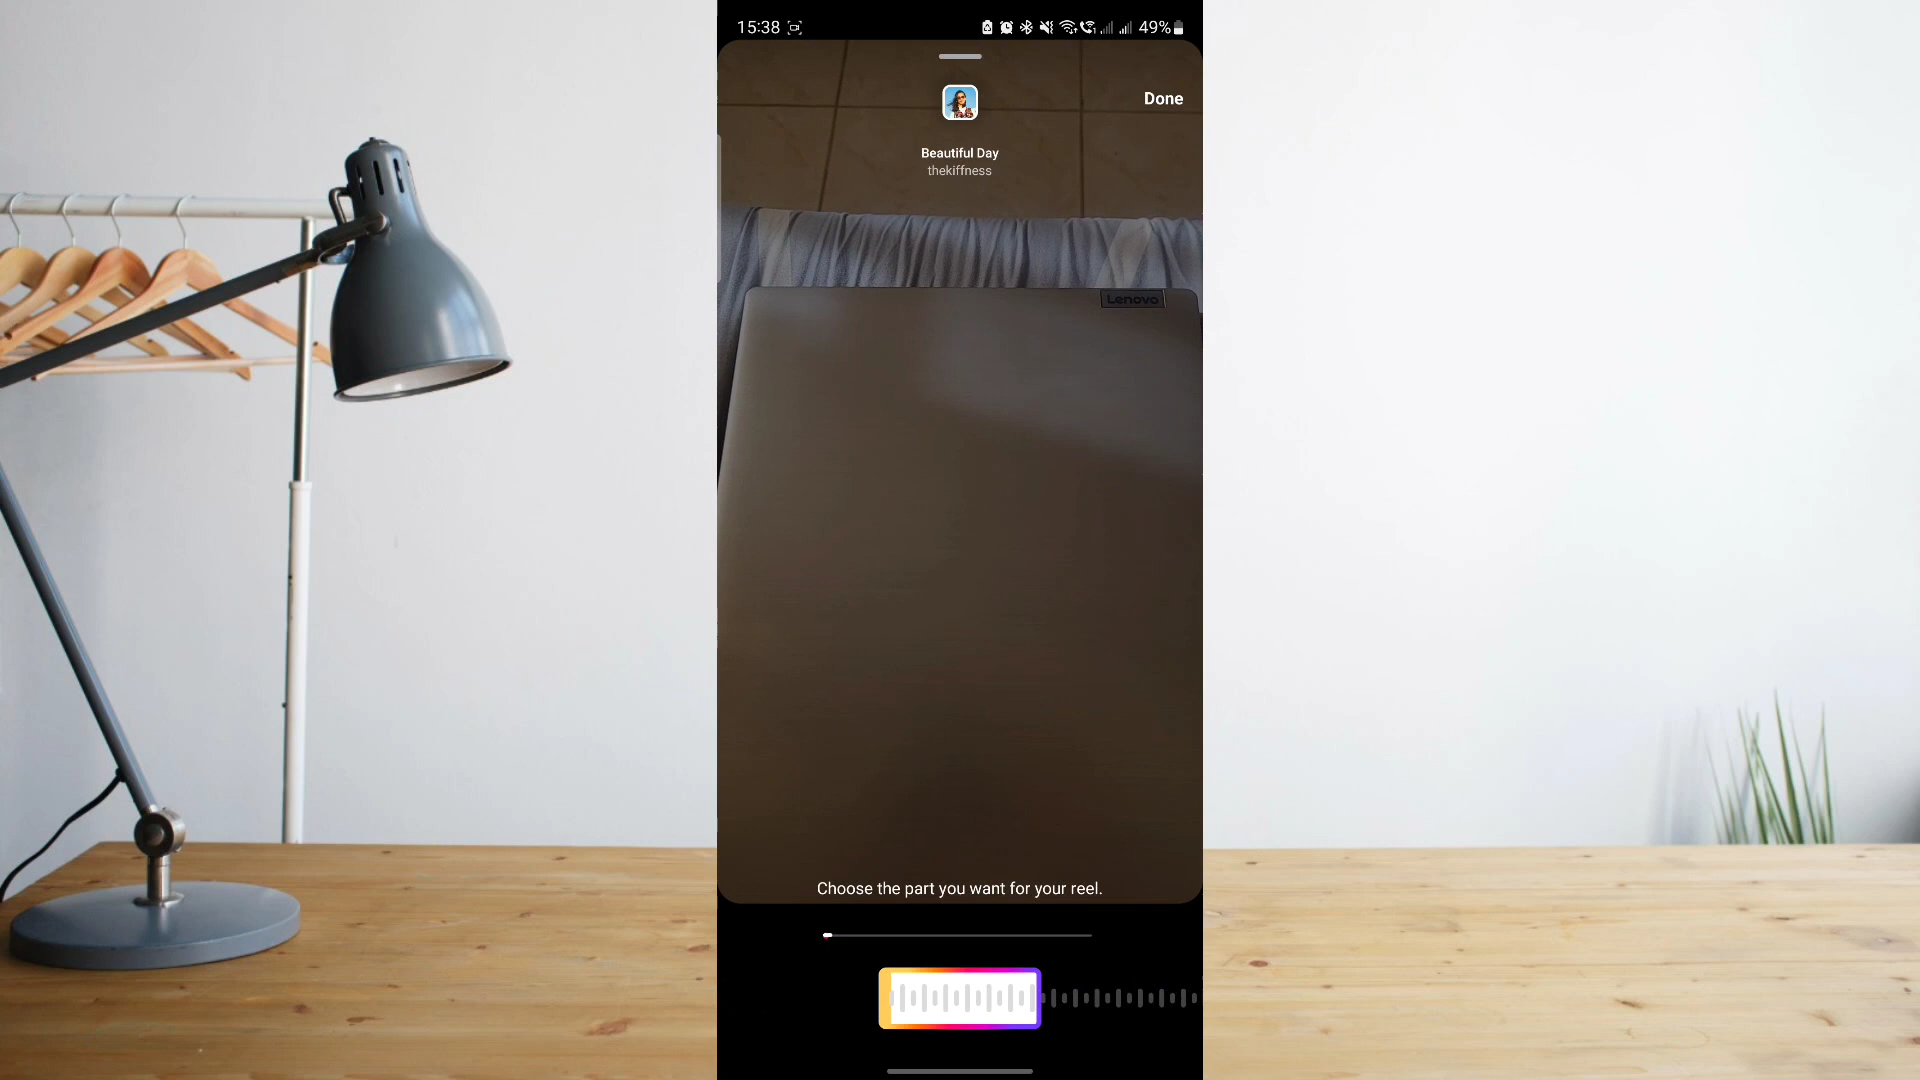 15:38
49%
Done
Beautiful Day
thekiffness
Lenovo
Choose the part you want for your reel.